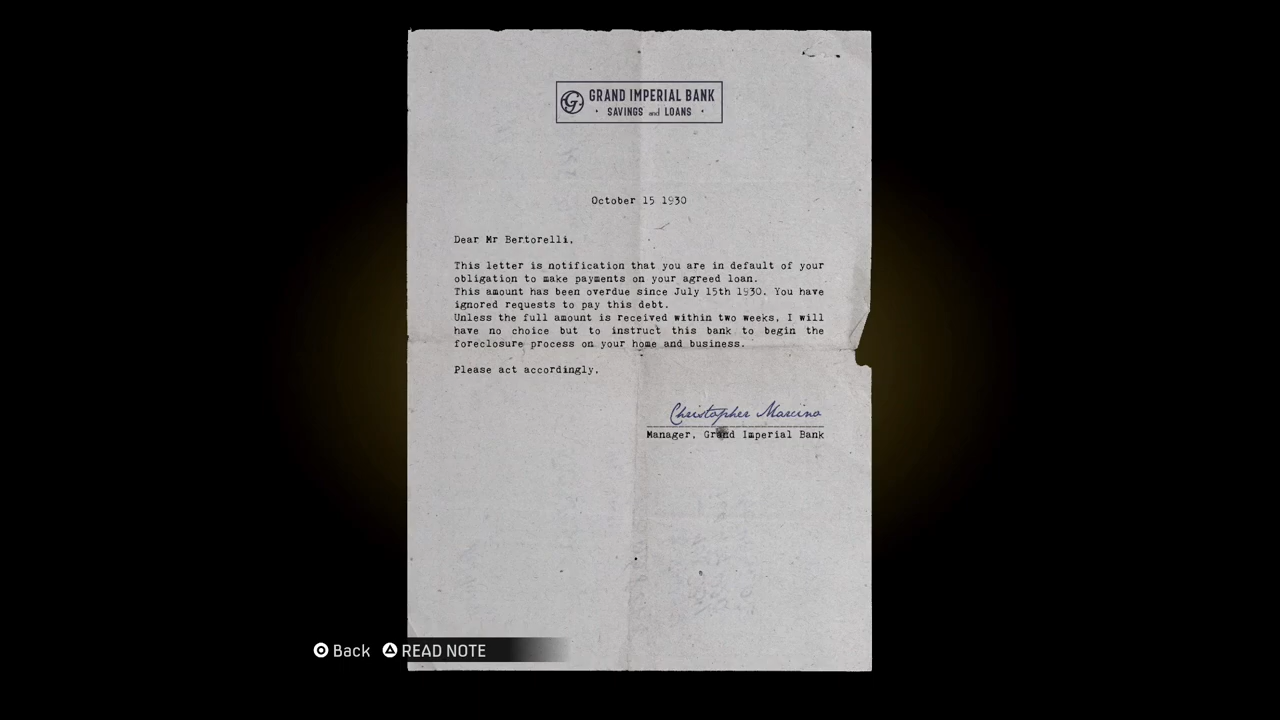 GRAND IMPERIAL BANK
· SAVINGS and LOANS ·
October 15 1930
Dear Mr Bertorelli,
This letter is notification that you are in default of your
obligation to make payments on your agreed loan.
This amount has been overdue since July 15th 1930. You have
ignored requests to pay this debt.
Unless the full amount is received within two weeks, I will
have no choice but to instruct this bank to begin the
foreclosure process on your home and business.
Please act accordingly.
Christopher Marcino
Manager, Grand Imperial Bank
Back READ NOTE